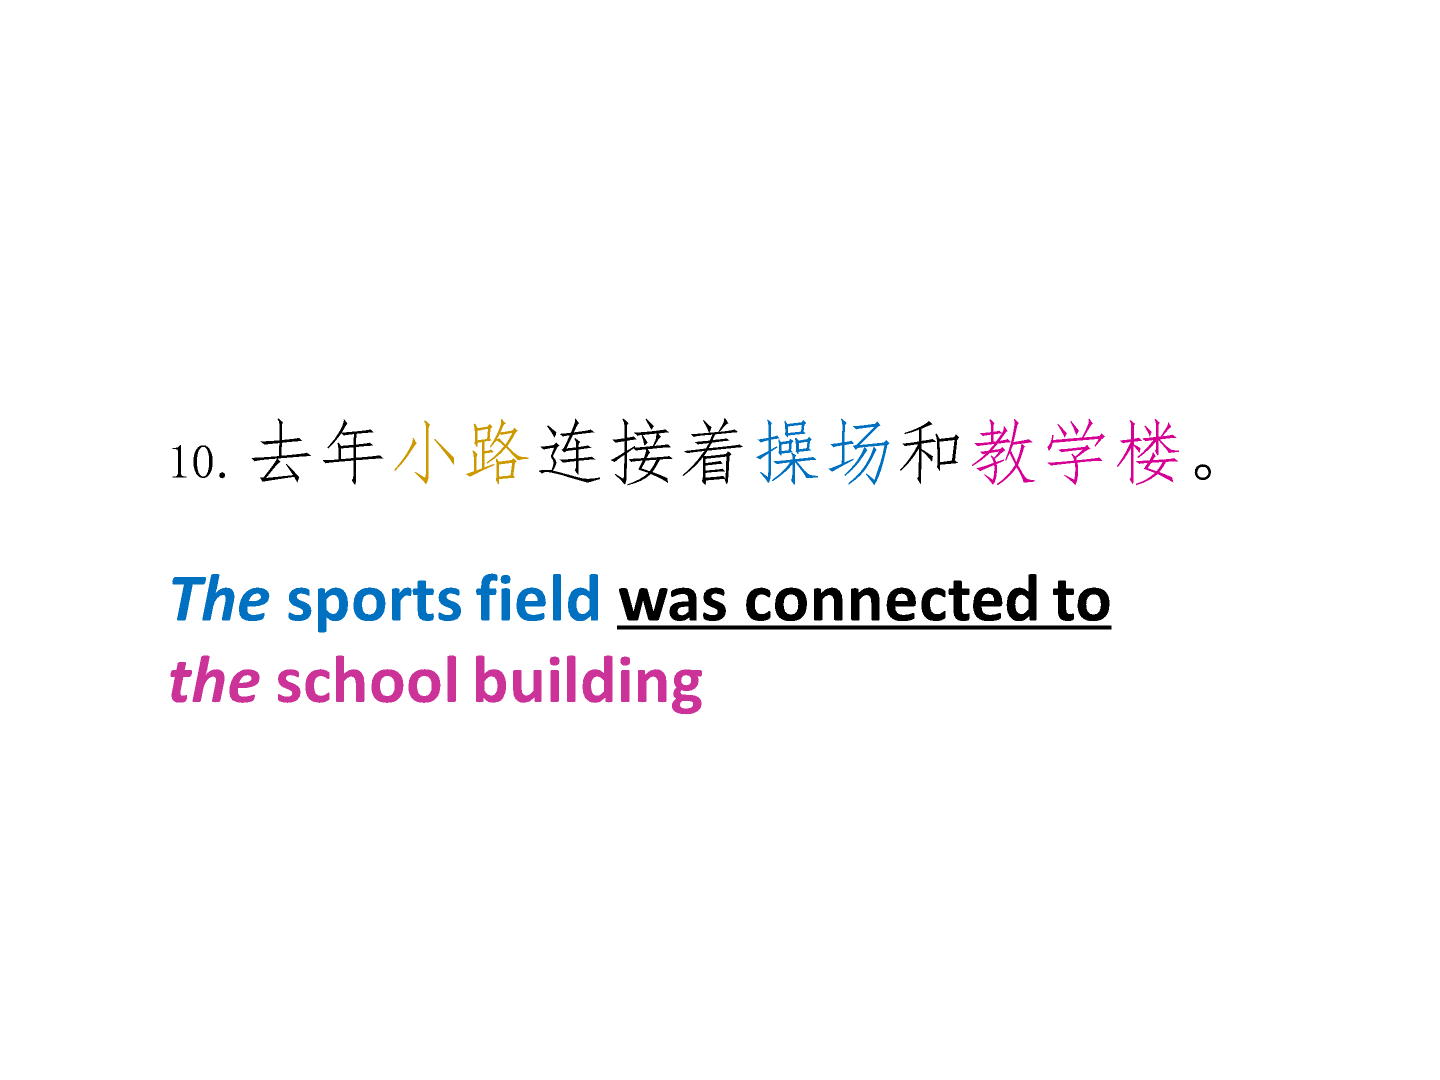 10. 去年小路连接着操场和教学楼。
The sports field was connected to
the school building